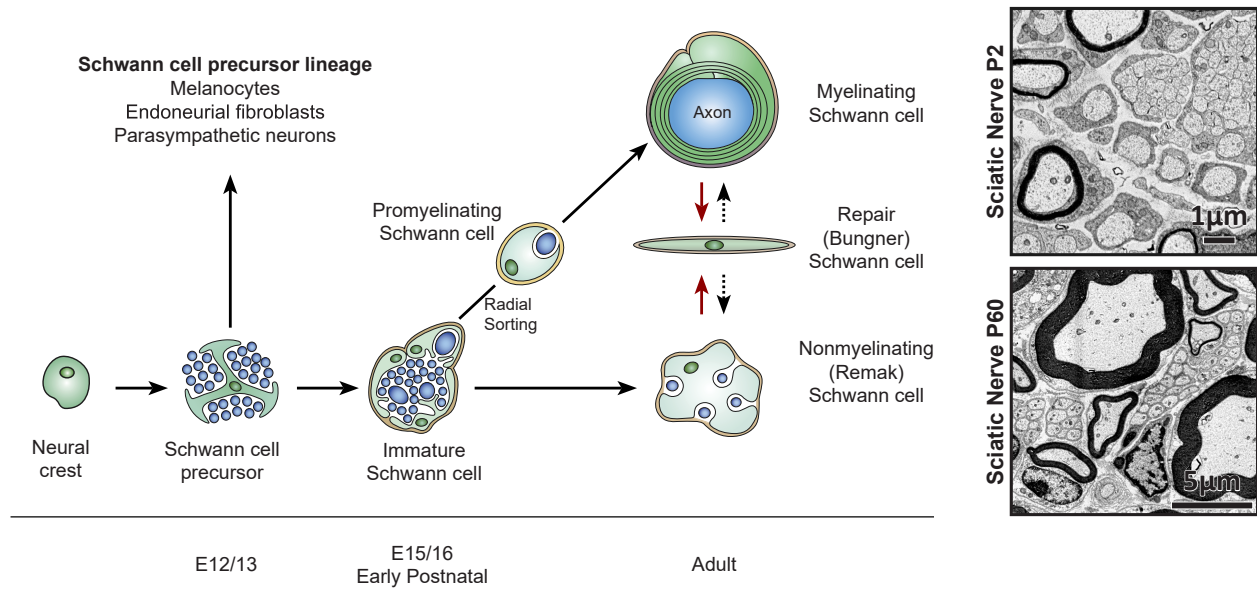 Schwann cell precursor lineage
Melanocytes
Endoneurial fibroblasts
Parasympathetic neurons
Axon
Myelinating
Schwann cell
Promyelinating
Schwann cell
Repair
(Bungner)
Schwann cell
Radial
Sorting
Nonmyelinating
(Remak)
Schwann cell
Neural
crest
Schwann cell
precursor
Immature
Schwann cell
E12/13
E15/16
Early Postnatal
Adult
Sciatic Nerve P2
1µm
Sciatic Nerve P60
5µm